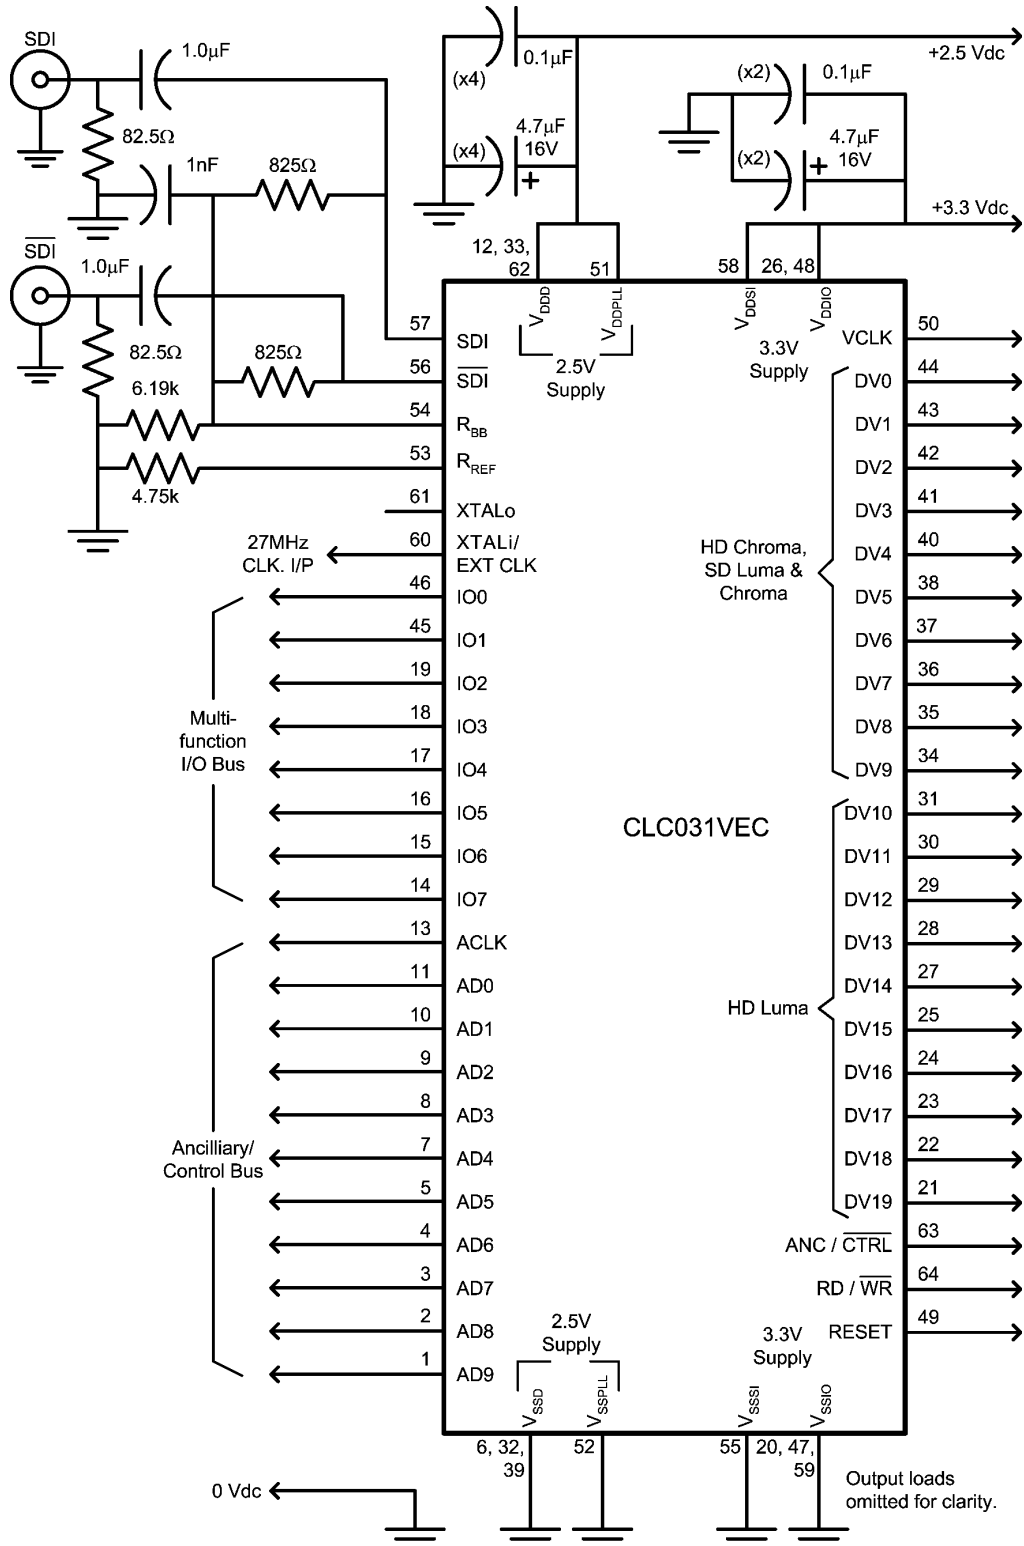 SDI
1.0µF
82.5Ω
1nF
825Ω
SDI
1.0µF
82.5Ω
825Ω
6.19k
4.75k
(x4)
0.1µF
+2.5 Vdc
(x4)
4.7µF
16V
+
(x2)
0.1µF
(x2)
4.7µF
16V
+
+3.3 Vdc
12, 33,
62
51
58
26, 48
VDDD
VDDPLL
VDDSI
VDDIO
2.5V
Supply
3.3V
Supply
57 SDI
56 SDI
54 RBB
53 RREF
61 XTALo
27MHz
CLK. I/P
60 XTALi/
EXT CLK
46 IO0
45 IO1
19 IO2
18 IO3
17 IO4
16 IO5
15 IO6
14 IO7
Multi-
function
I/O Bus
13 ACLK
11 AD0
10 AD1
9 AD2
8 AD3
7 AD4
5 AD5
4 AD6
3 AD7
2 AD8
1 AD9
Ancilliary/
Control Bus
CLC031VEC
VCLK 50
DV0 44
DV1 43
DV2 42
DV3 41
DV4 40
DV5 38
DV6 37
DV7 36
DV8 35
DV9 34
HD Chroma,
SD Luma &
Chroma
DV10 31
DV11 30
DV12 29
DV13 28
DV14 27
DV15 25
DV16 24
DV17 23
DV18 22
DV19 21
HD Luma
ANC / CTRL 63
RD / WR 64
RESET 49
2.5V
Supply
3.3V
Supply
VSSD
VSSPLL
VSSSI
VSSIO
6, 32,
39
52
55
20, 47,
59
0 Vdc
Output loads
omitted for clarity.